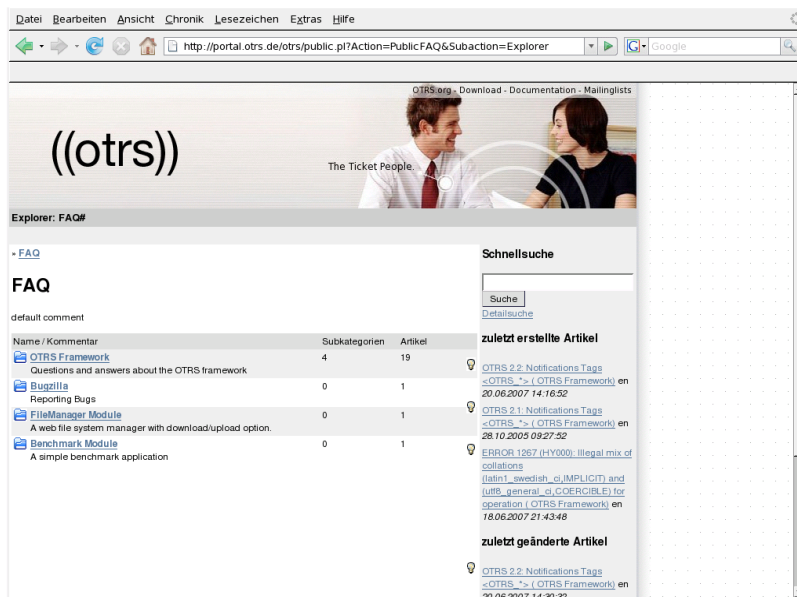 Datei Bearbeiten Ansicht Chronik Lesezeichen Extras Hilfe
http://portal.otrs.de/otrs/public.pl?Action=PublicFAQ&Subaction=Explorer
G Google
OTRS.org - Download - Documentation - Mailinglists
((otrs))
The Ticket People.
Explorer: FAQ#
FAQ
FAQ
default comment
Name / Kommentar Subkategorien Artikel
OTRS Framework 4 19
Questions and answers about the OTRS framework
Bugzilla 0 1
Reporting Bugs
FileManager Module 0 1
A web file system manager with download/upload option.
Benchmark Module 0 1
A simple benchmark application
Schnellsuche
Suche
Detailsuche
zuletzt erstellte Artikel
OTRS 2.2: Notifications Tags
<OTRS_*> ( OTRS Framework) en
20.06.2007 14:16:52
OTRS 2.1: Notifications Tags
<OTRS_*> ( OTRS Framework) en
28.10.2005 09:27:52
ERROR 1267 (HY000): Illegal mix of
collations
(latin1_swedish_ci,IMPLICIT) and
(utf8_general_ci,COERCIBLE) for
operation ( OTRS Framework) en
18.06.2007 21:43:48
zuletzt geänderte Artikel
OTRS 2.2: Notifications Tags
<OTRS_*> ( OTRS Framework) en